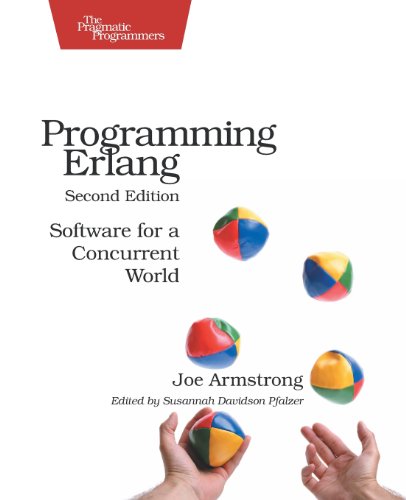 The
Pragmatic
Programmers
Programming
Erlang
Second Edition
Software for a
Concurrent
World
Joe Armstrong
Edited by Susannah Davidson Pfalzer